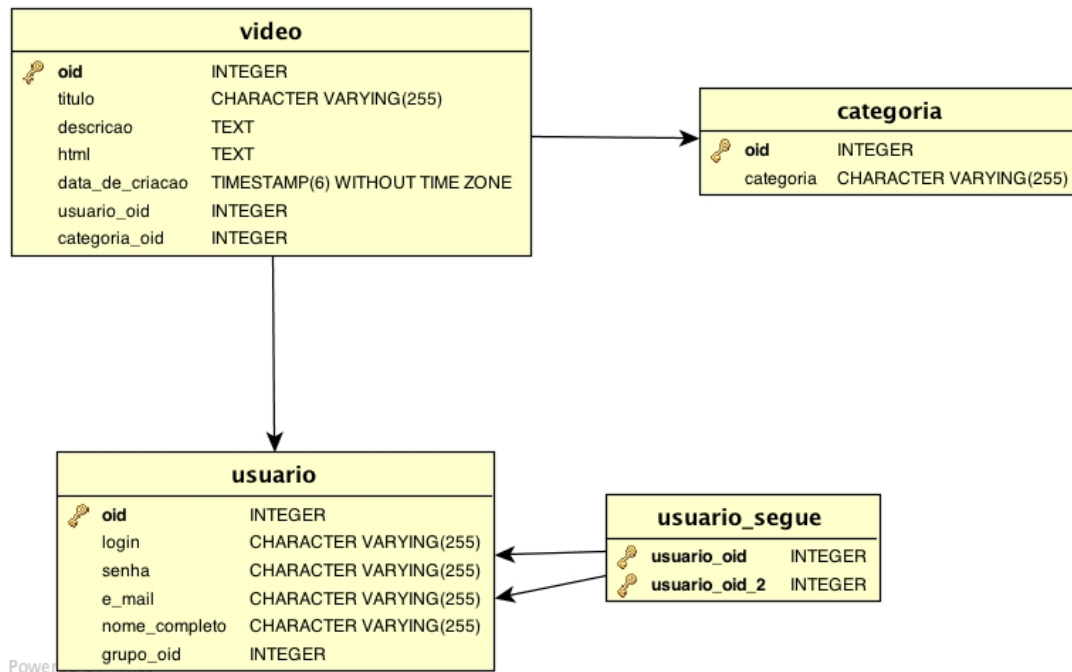 video
oid INTEGER
titulo CHARACTER VARYING(255)
descricao TEXT
html TEXT
data_de_criacao TIMESTAMP(6) WITHOUT TIME ZONE
usuario_oid INTEGER
categoria_oid INTEGER
categoria
oid INTEGER
categoria CHARACTER VARYING(255)
usuario
oid INTEGER
login CHARACTER VARYING(255)
senha CHARACTER VARYING(255)
e_mail CHARACTER VARYING(255)
nome_completo CHARACTER VARYING(255)
grupo_oid INTEGER
usuario_segue
usuario_oid INTEGER
usuario_oid_2 INTEGER